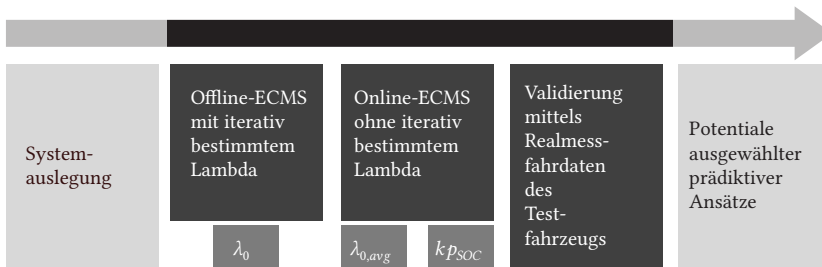 System-
auslegung
Offline-ECMS
mit iterativ
bestimmtem
Lambda
λ₀
Online-ECMS
ohne iterativ
bestimmtem
Lambda
λ₀,avg
kpSOC
Validierung
mittels
Realmess-
fahrdaten
des
Test-
fahrzeugs
Potentiale
ausgewählter
prädiktiver
Ansätze